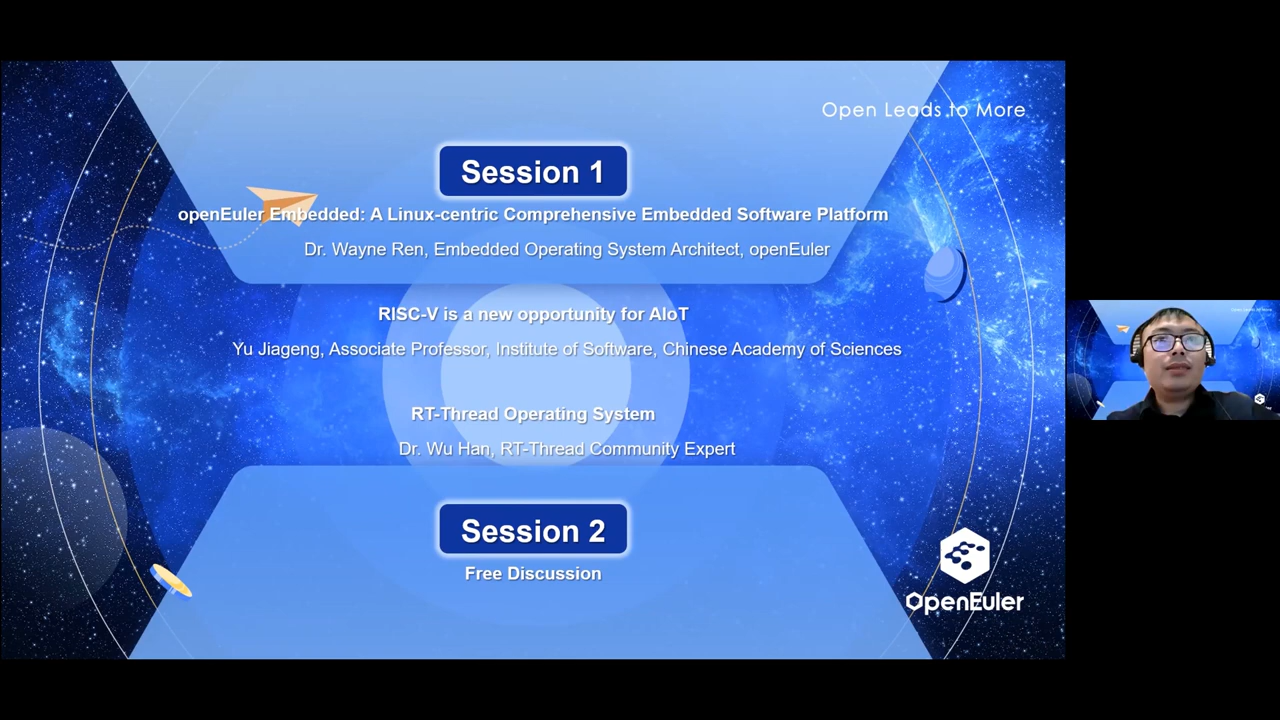 Open Leads to More
Session 1
openEuler Embedded: A Linux-centric Comprehensive Embedded Software Platform
Dr. Wayne Ren, Embedded Operating System Architect, openEuler
RISC-V is a new opportunity for AIoT
Yu Jiageng, Associate Professor, Institute of Software, Chinese Academy of Sciences
RT-Thread Operating System
Dr. Wu Han, RT-Thread Community Expert
Session 2
Free Discussion
OpenEuler